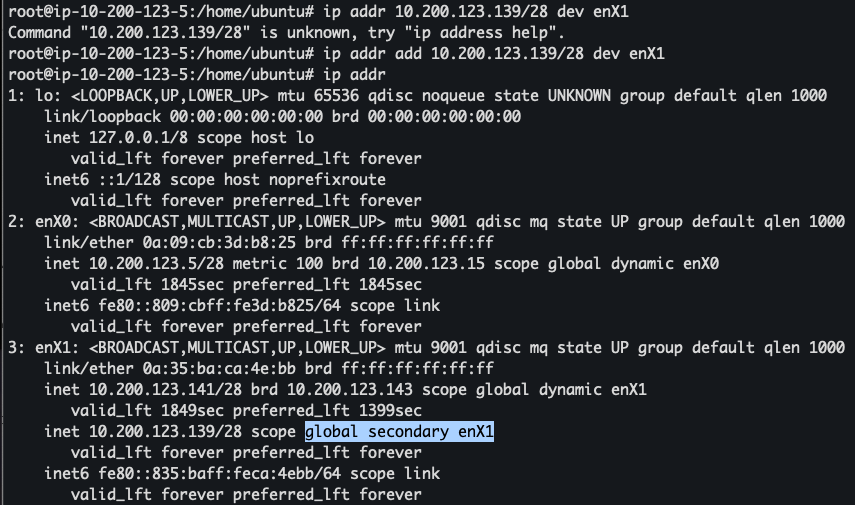 root@ip-10-200-123-5:/home/ubuntu# ip addr 10.200.123.139/28 dev enX1
Command "10.200.123.139/28" is unknown, try "ip address help".
root@ip-10-200-123-5:/home/ubuntu# ip addr add 10.200.123.139/28 dev enX1
root@ip-10-200-123-5:/home/ubuntu# ip addr
1: lo: <LOOPBACK,UP,LOWER_UP> mtu 65536 qdisc noqueue state UNKNOWN group default qlen 1000
    link/loopback 00:00:00:00:00:00 brd 00:00:00:00:00:00
    inet 127.0.0.1/8 scope host lo
       valid_lft forever preferred_lft forever
    inet6 ::1/128 scope host noprefixroute
       valid_lft forever preferred_lft forever
2: enX0: <BROADCAST,MULTICAST,UP,LOWER_UP> mtu 9001 qdisc mq state UP group default qlen 1000
    link/ether 0a:09:cb:3d:b8:25 brd ff:ff:ff:ff:ff:ff
    inet 10.200.123.5/28 metric 100 brd 10.200.123.15 scope global dynamic enX0
       valid_lft 1845sec preferred_lft 1845sec
    inet6 fe80::809:cbff:fe3d:b825/64 scope link
       valid_lft forever preferred_lft forever
3: enX1: <BROADCAST,MULTICAST,UP,LOWER_UP> mtu 9001 qdisc mq state UP group default qlen 1000
    link/ether 0a:35:ba:ca:4e:bb brd ff:ff:ff:ff:ff:ff
    inet 10.200.123.141/28 brd 10.200.123.143 scope global dynamic enX1
       valid_lft 1849sec preferred_lft 1399sec
    inet 10.200.123.139/28 scope global secondary enX1
       valid_lft forever preferred_lft forever
    inet6 fe80::835:baff:feca:4ebb/64 scope link
       valid_lft forever preferred_lft forever